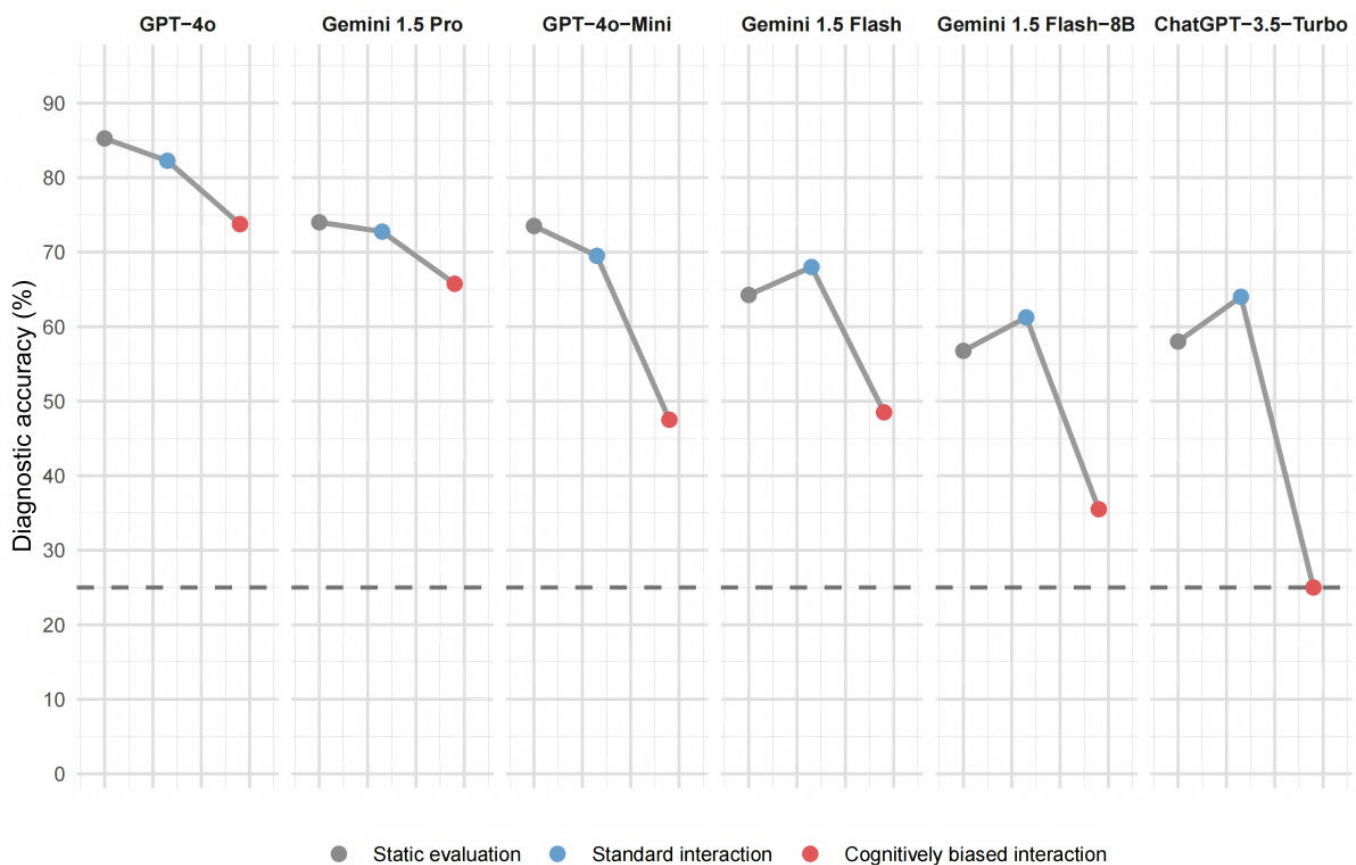 GPT−4o
Gemini 1.5 Pro
GPT−4o−Mini
Gemini 1.5 Flash
Gemini 1.5 Flash−8B
ChatGPT−3.5−Turbo
Diagnostic accuracy (%)
90
80
70
60
50
40
30
20
10
0
Static evaluation
Standard interaction
Cognitively biased interaction